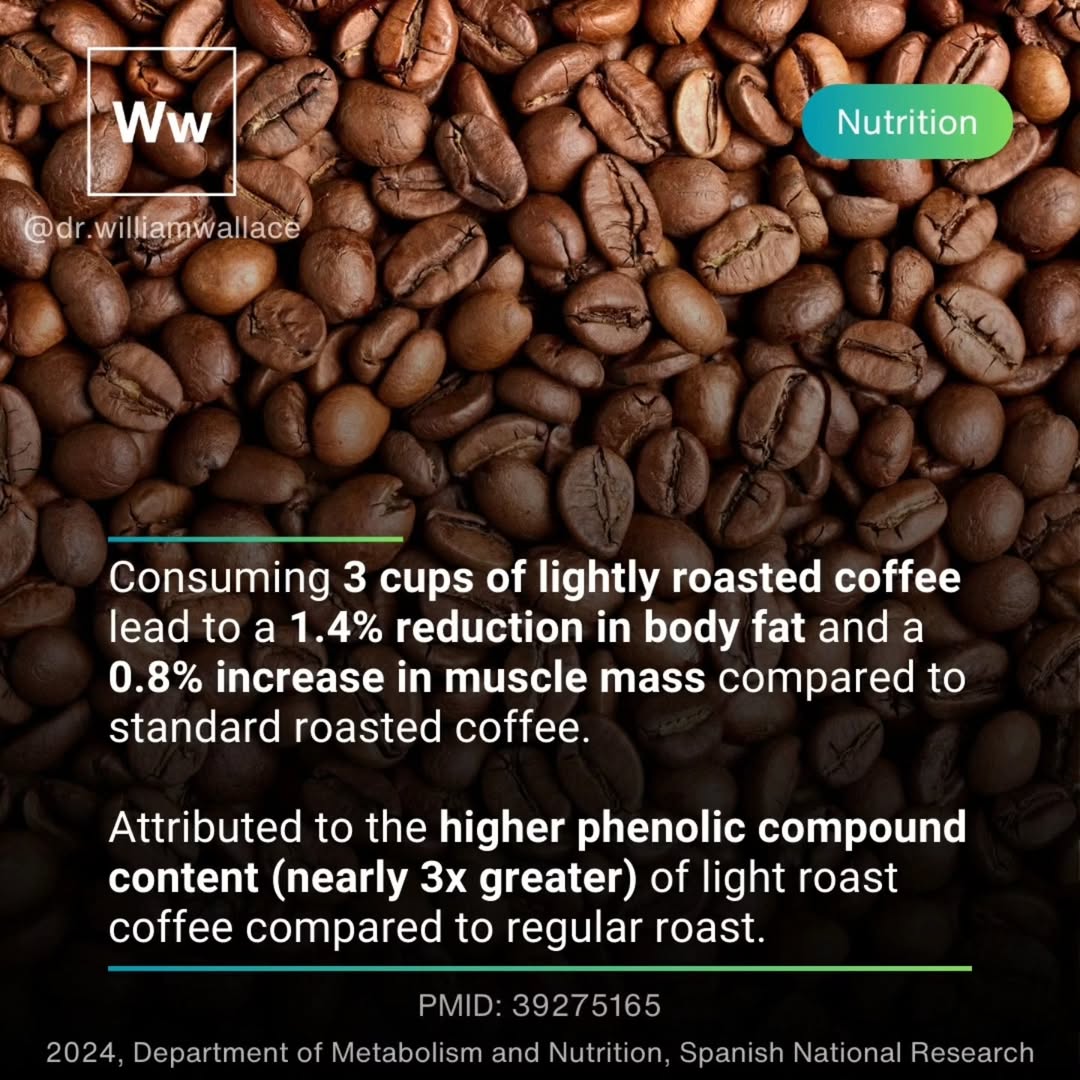 Ww
Nutrition
@dr.williamwallace
Consuming 3 cups of lightly roasted coffee
lead to a 1.4% reduction in body fat and a
0.8% increase in muscle mass compared to
standard roasted coffee.
Attributed to the higher phenolic compound
content (nearly 3x greater) of light roast
coffee compared to regular roast.
PMID: 39275165
2024, Department of Metabolism and Nutrition, Spanish National Research